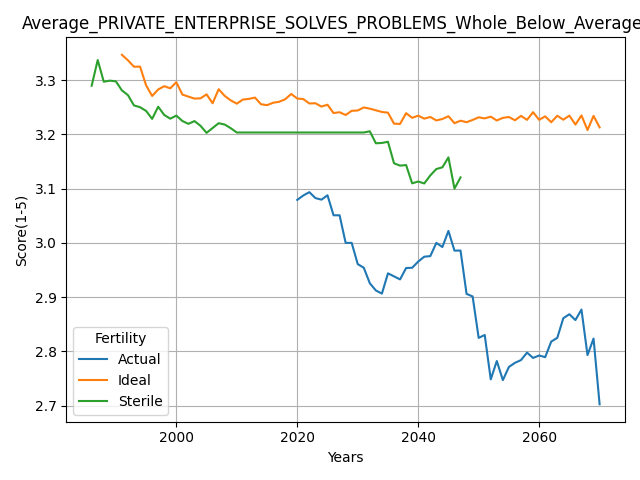 Average_PRIVATE_ENTERPRISE_SOLVES_PROBLEMS_Whole_Below_Average
3.3
3.2
3.1
3.0
2.9
2.8
2.7
Score(1-5)
Fertility
Actual
Ideal
Sterile
2000 2020 2040 2060
Years